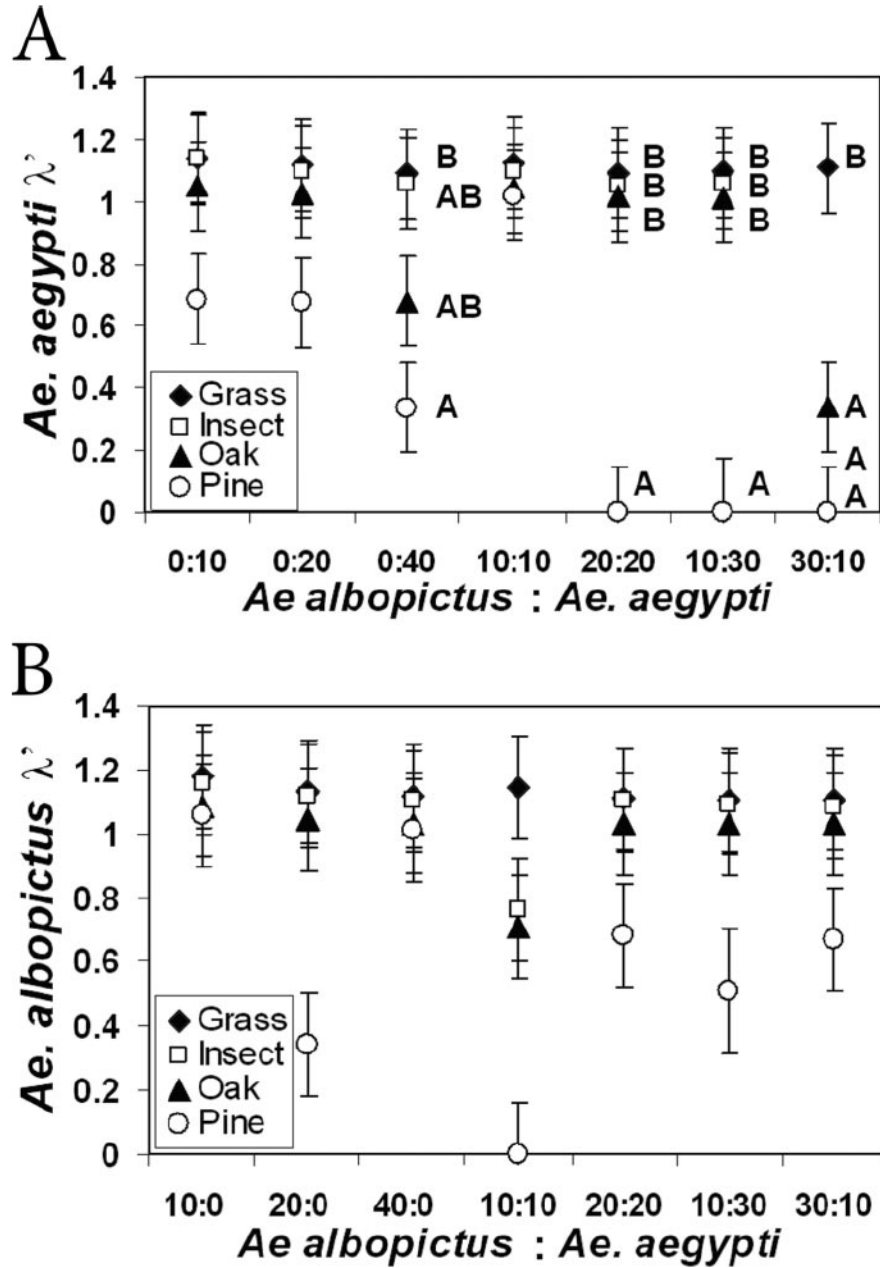 A
Ae. aegypti λ’
1.4
1.2
1
0.8
0.6
0.4
0.2
0
B
AB
AB
A
B
B
B
A
B
B
B
A
B
A
A
A
Grass
Insect
Oak
Pine
0:10 0:20 0:40 10:10 20:20 10:30 30:10
Ae albopictus : Ae. aegypti
B
Ae. albopictus λ’
1.4
1.2
1
0.8
0.6
0.4
0.2
0
Grass
Insect
Oak
Pine
10:0 20:0 40:0 10:10 20:20 10:30 30:10
Ae albopictus : Ae. aegypti